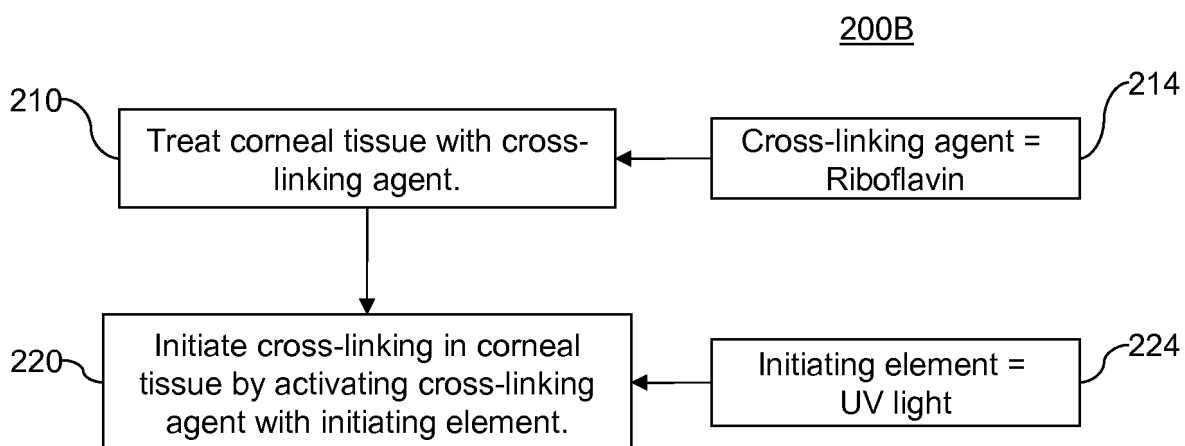 200B
210
214
Treat corneal tissue with cross-
linking agent.
Cross-linking agent =
Riboflavin
220
224
Initiate cross-linking in corneal
tissue by activating cross-linking
agent with initiating element.
Initiating element =
UV light